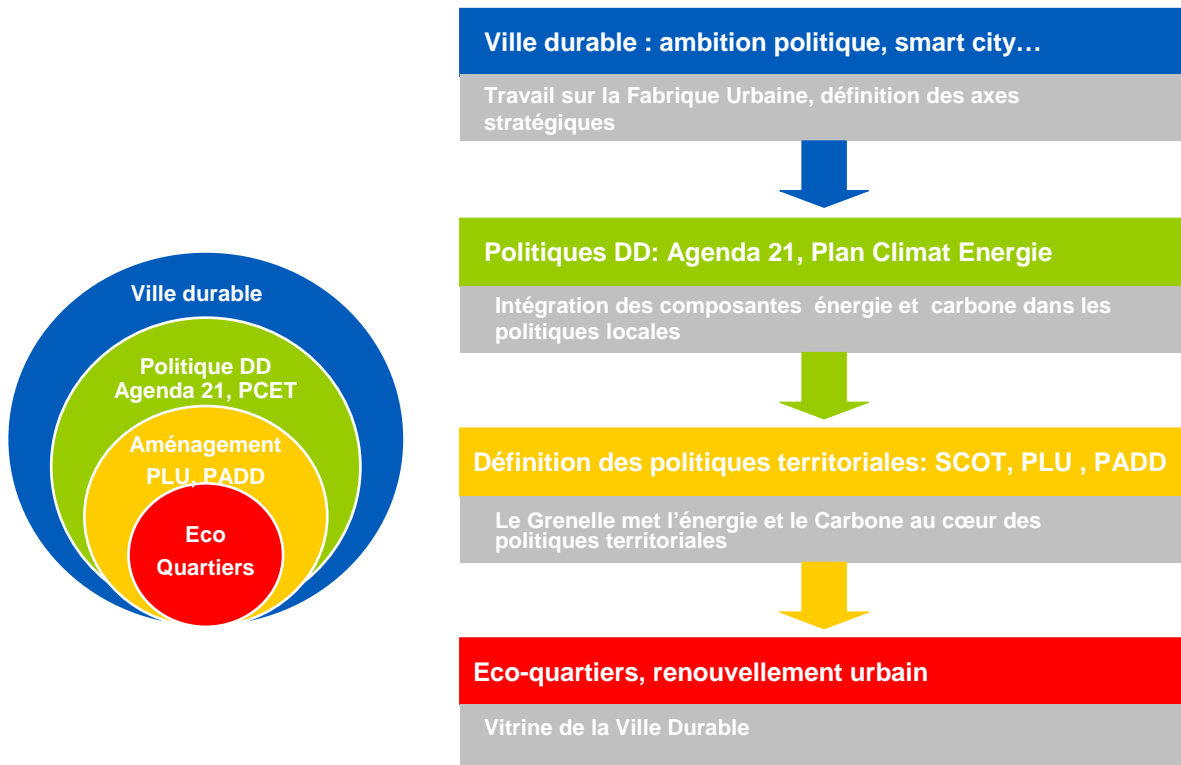 Ville durable
Politique DD
Agenda 21, PCET
Aménagement
PLU, PADD
Eco
Quartiers
Ville durable : ambition politique, smart city…
Travail sur la Fabrique Urbaine, définition des axes
stratégiques
Politiques DD: Agenda 21, Plan Climat Energie
Intégration des composantes énergie et carbone dans les
politiques locales
Définition des politiques territoriales: SCOT, PLU , PADD
Le Grenelle met l’énergie et le Carbone au cœur des
politiques territoriales
Eco-quartiers, renouvellement urbain
Vitrine de la Ville Durable